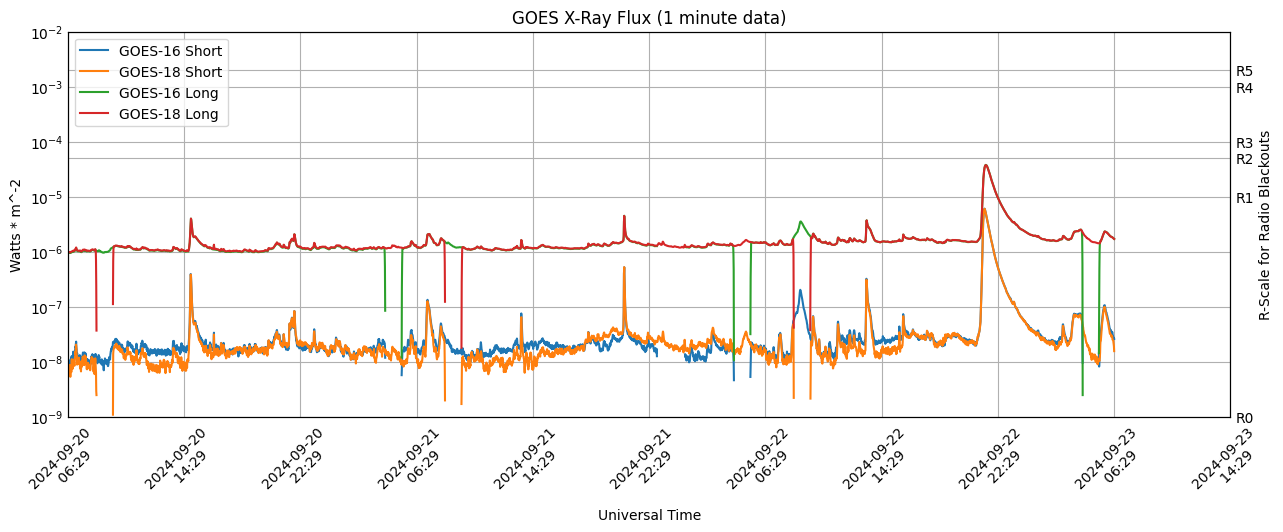 GOES X-Ray Flux (1 minute data)
GOES-16 Short
GOES-18 Short
GOES-16 Long
GOES-18 Long
Watts * m^-2
10^-2
10^-3
10^-4
10^-5
10^-6
10^-7
10^-8
10^-9
R5
R4
R3
R2
R1
R0
R-Scale for Radio Blackouts
2024-09-20
06:29
2024-09-20
14:29
2024-09-20
22:29
2024-09-21
06:29
2024-09-21
14:29
2024-09-21
22:29
2024-09-22
06:29
2024-09-22
14:29
2024-09-22
22:29
2024-09-23
06:29
2024-09-23
14:29
Universal Time